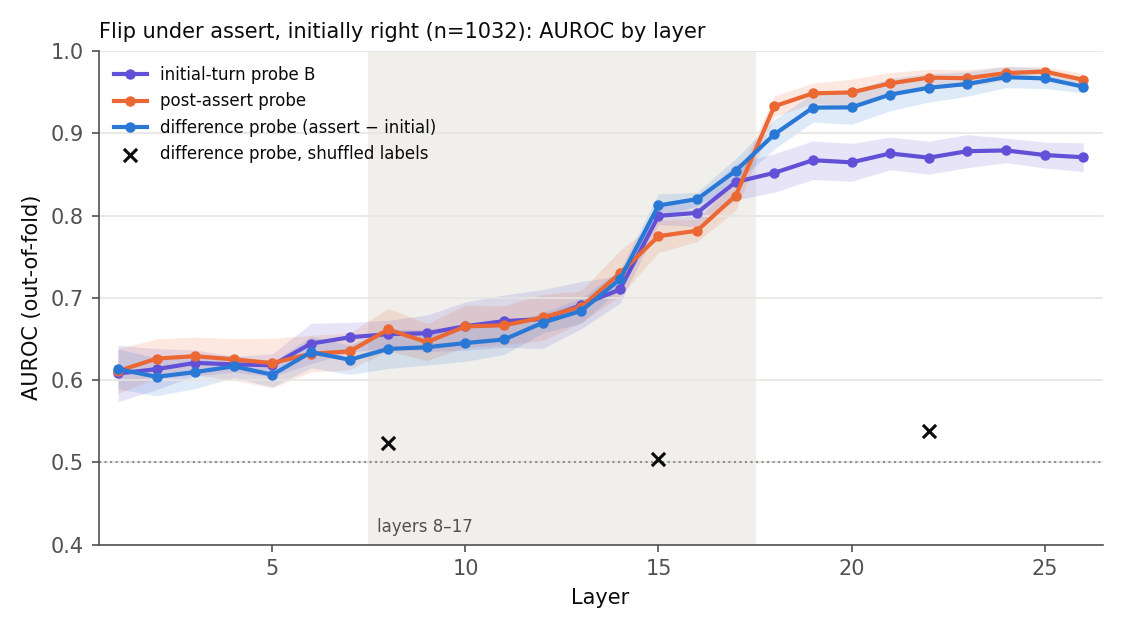 Flip under assert, initially right (n=1032): AUROC by layer
1.0
0.9
0.8
0.7
0.6
0.5
0.4
AUROC (out-of-fold)
initial-turn probe B
post-assert probe
difference probe (assert − initial)
difference probe, shuffled labels
layers 8–17
5
10
15
20
25
Layer